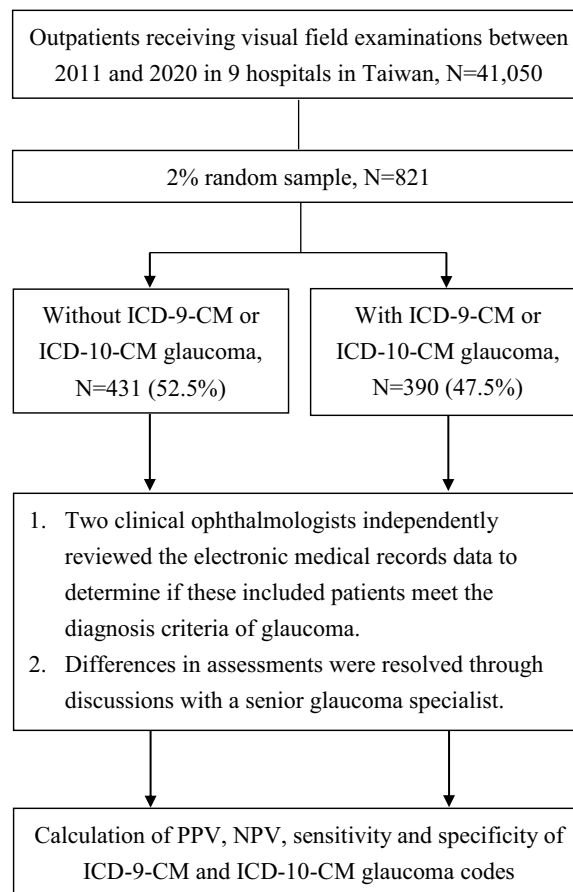 Outpatients receiving visual field examinations between
2011 and 2020 in 9 hospitals in Taiwan, N=41,050
2% random sample, N=821
Without ICD-9-CM or
ICD-10-CM glaucoma,
N=431 (52.5%)
With ICD-9-CM or
ICD-10-CM glaucoma,
N=390 (47.5%)
1. Two clinical ophthalmologists independently
reviewed the electronic medical records data to
determine if these included patients meet the
diagnosis criteria of glaucoma.
2. Differences in assessments were resolved through
discussions with a senior glaucoma specialist.
Calculation of PPV, NPV, sensitivity and specificity of
ICD-9-CM and ICD-10-CM glaucoma codes